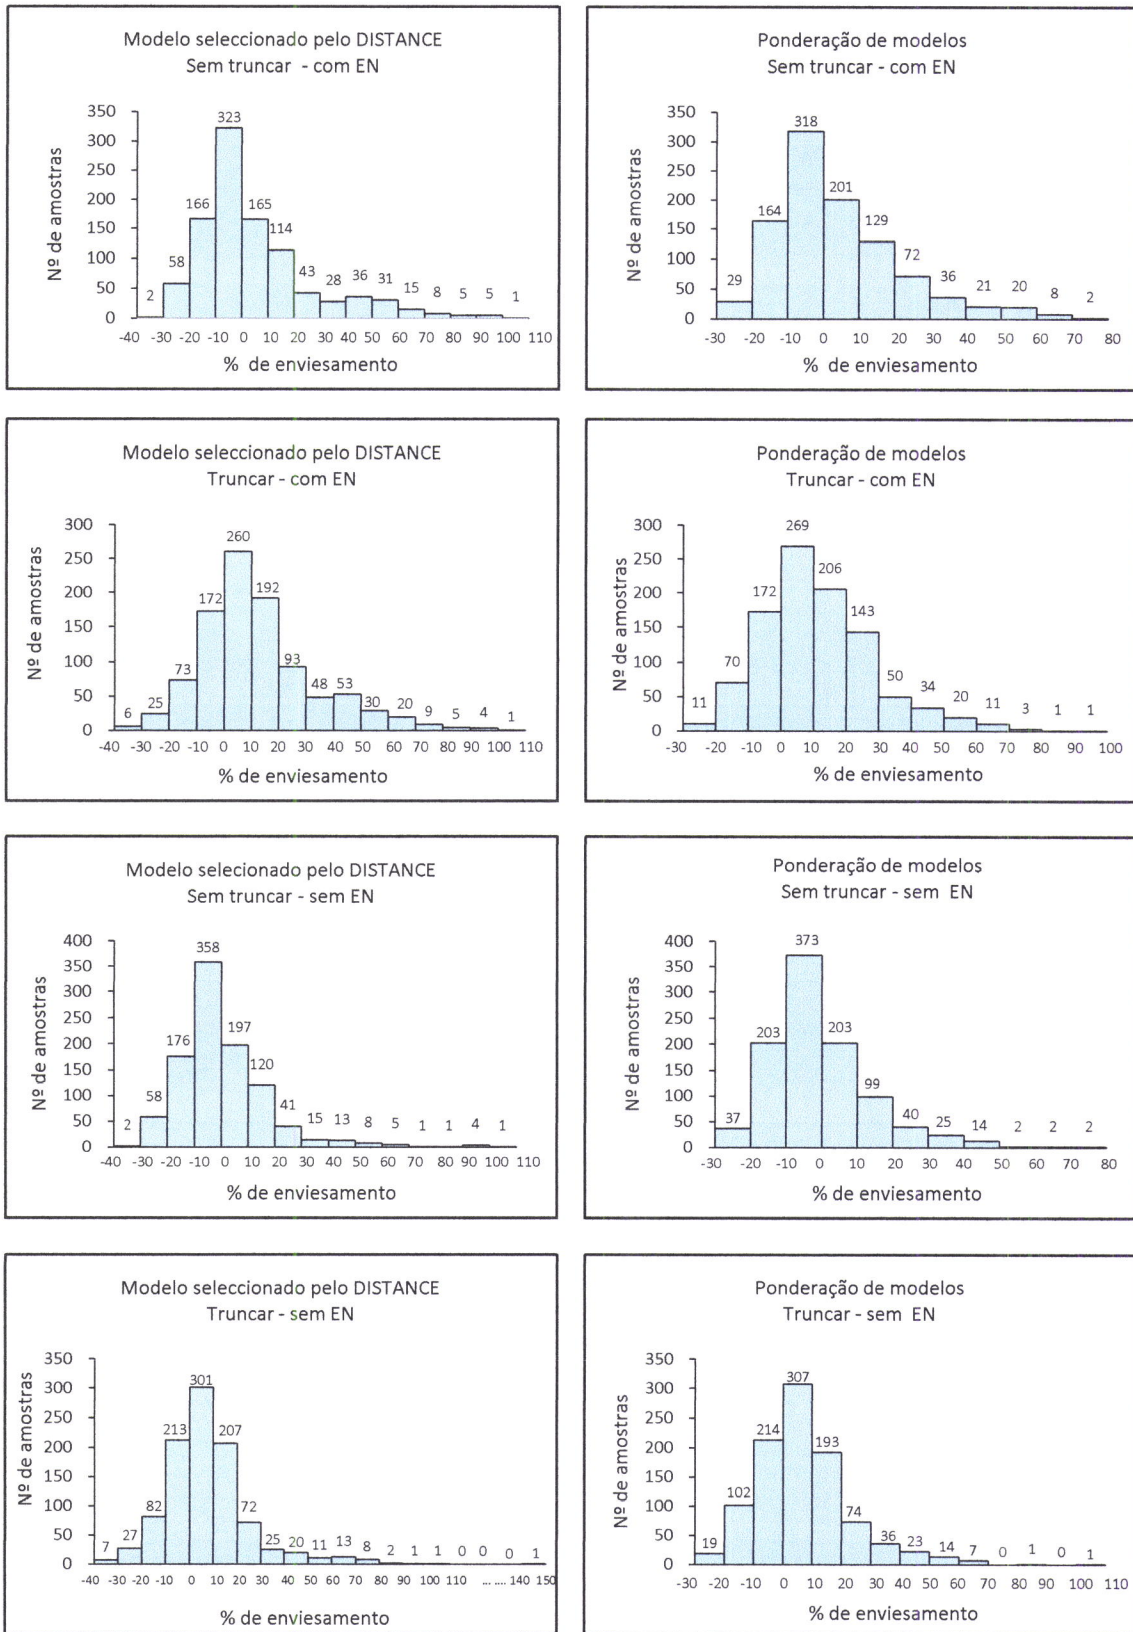 Modelo seleccionado pelo DISTANCE
Sem truncar - com EN
Nº de amostras
350
300
250
200
150
100
50
0
2 58 166 323 165 114 43 28 36 31 15 8 5 5 1
-40 -30 -20 -10 0 10 20 30 40 50 60 70 80 90 100 110
% de enviesamento
Ponderação de modelos
Sem truncar - com EN
Nº de amostras
350
300
250
200
150
100
50
0
29 164 318 201 129 72 36 21 20 8 2
-30 -20 -10 0 10 20 30 40 50 60 70 80
% de enviesamento
Modelo seleccionado pelo DISTANCE
Truncar - com EN
Nº de amostras
300
250
200
150
100
50
0
6 25 73 172 260 192 93 48 53 30 20 9 5 4 1
-40 -30 -20 -10 0 10 20 30 40 50 60 70 80 90 100 110
% de enviesamento
Ponderação de modelos
Truncar - com EN
Nº de amostras
300
250
200
150
100
50
0
11 70 172 269 206 143 50 34 20 11 3 1 1
-30 -20 -10 0 10 20 30 40 50 60 70 80 90 100
% de enviesamento
Modelo selecionado pelo DISTANCE
Sem truncar - sem EN
Nº de amostras
400
350
300
250
200
150
100
50
0
2 58 176 358 197 120 41 15 13 8 5 1 1 4 1
-40 -30 -20 -10 0 10 20 30 40 50 60 70 80 90 100 110
% de enviesamento
Ponderação de modelos
Sem truncar - sem EN
Nº de amostras
400
350
300
250
200
150
100
50
0
37 203 373 203 99 40 25 14 2 2 2
-30 -20 -10 0 10 20 30 40 50 60 70 80
% de enviesamento
Modelo seleccionado pelo DISTANCE
Truncar - sem EN
Nº de amostras
350
300
250
200
150
100
50
0
7 27 82 213 301 207 72 25 20 11 13 8 2 1 1 0 0 0 1
-40 -30 -20 -10 0 10 20 30 40 50 60 70 80 90 100 110 ... ... 140 150
% de enviesamento
Ponderação de modelos
Truncar - sem EN
Nº de amostras
350
300
250
200
150
100
50
0
19 102 214 307 193 74 36 23 14 7 0 1 0 1
-30 -20 -10 0 10 20 30 40 50 60 70 80 90 100 110
% de enviesamento